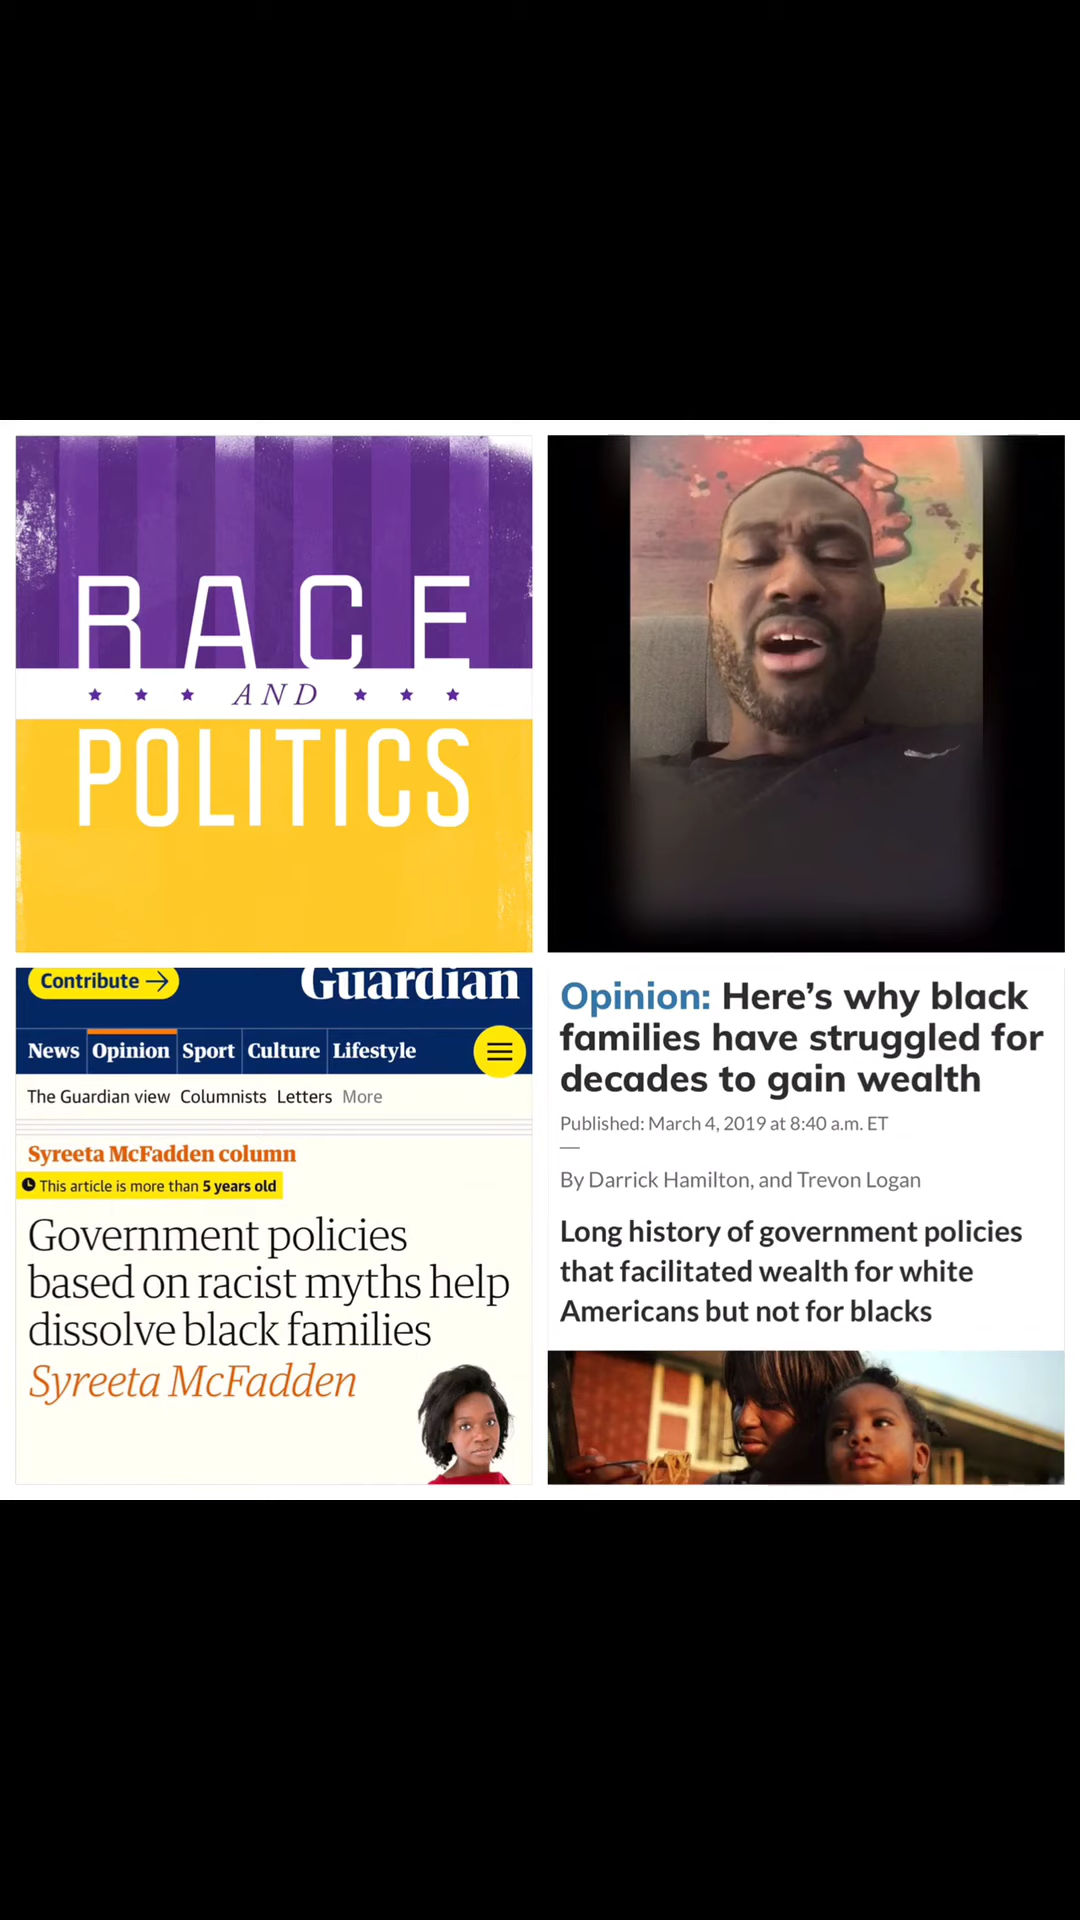 RACE
AND
POLITICS
Contribute →
Guardian
News Opinion Sport Culture Lifestyle
The Guardian view Columnists Letters More
Syreeta McFadden column
This article is more than 5 years old
Government policies
based on racist myths help
dissolve black families
Syreeta McFadden
Opinion: Here's why black
families have struggled for
decades to gain wealth
Published: March 4, 2019 at 8:40 a.m. ET
By Darrick Hamilton, and Trevon Logan
Long history of government policies
that facilitated wealth for white
Americans but not for blacks